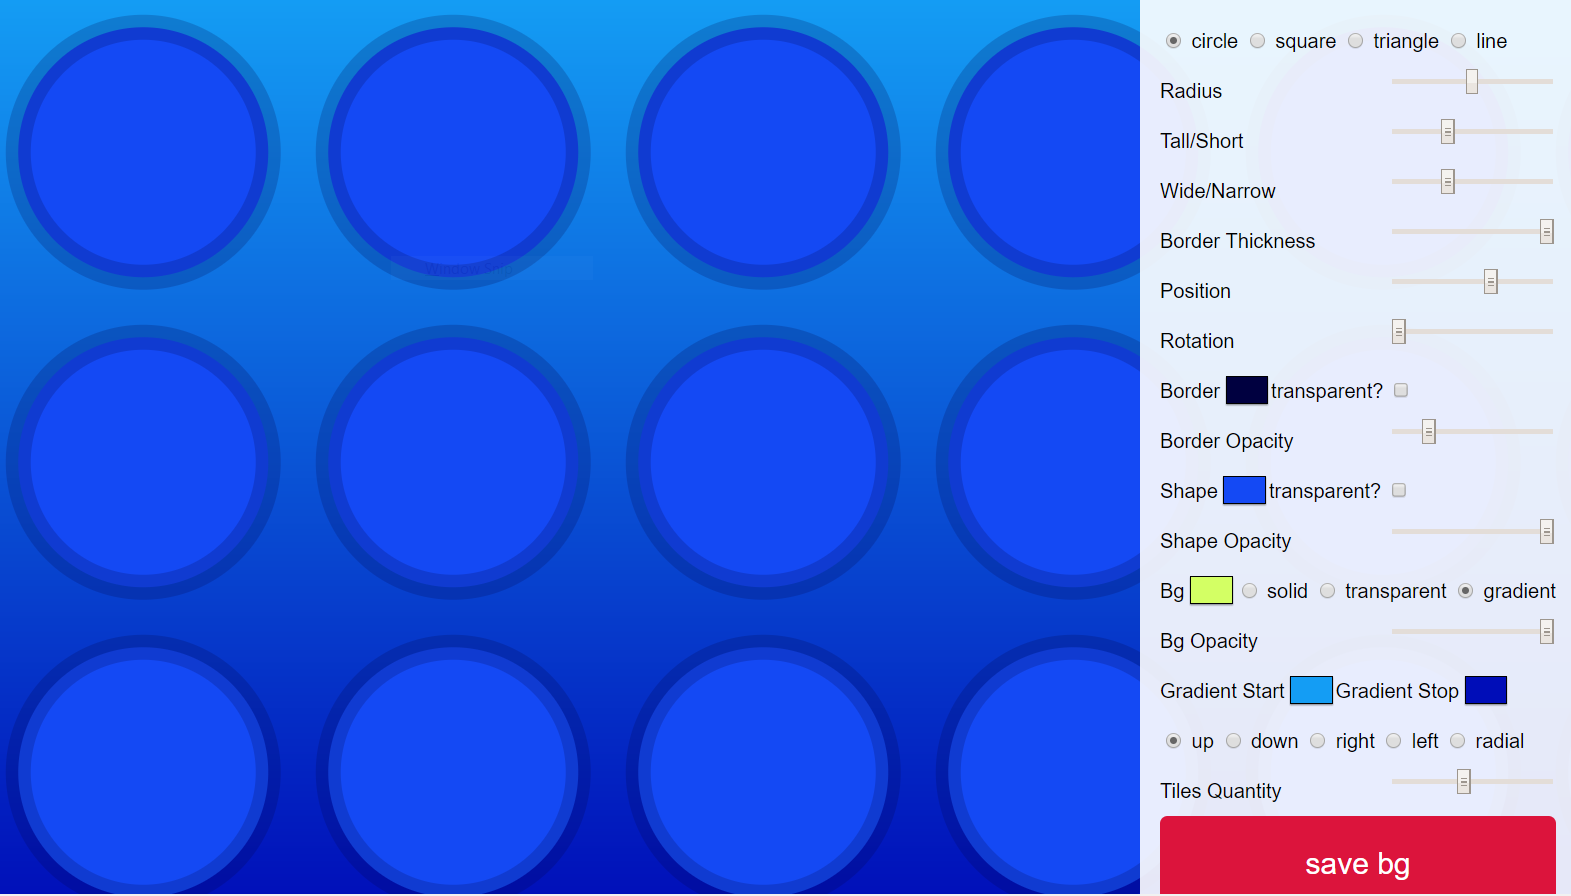 circle square triangle line
Radius
Tall/Short
Wide/Narrow
Border Thickness
Position
Rotation
Border transparent?
Border Opacity
Shape transparent?
Shape Opacity
Bg solid transparent gradient
Bg Opacity
Gradient Start Gradient Stop
up down right left radial
Tiles Quantity
save bg